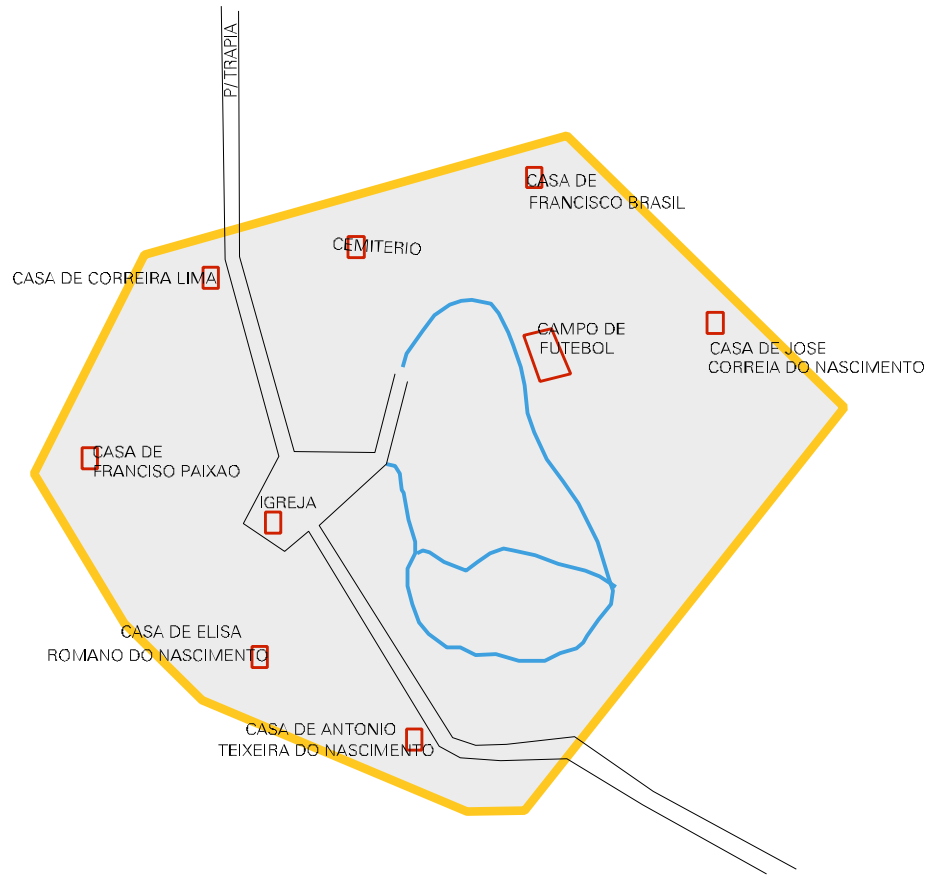 P/ TRAPIA
CASA DE
FRANCISCO BRASIL
CEMITERIO
CASA DE CORREIRA LIMA
CAMPO DE
FUTEBOL
CASA DE JOSE
CORREIA DO NASCIMENTO
CASA DE
FRANCISO PAIXAO
IGREJA
CASA DE ELISA
ROMANO DO NASCIMENTO
CASA DE ANTONIO
TEIXEIRA DO NASCIMENTO